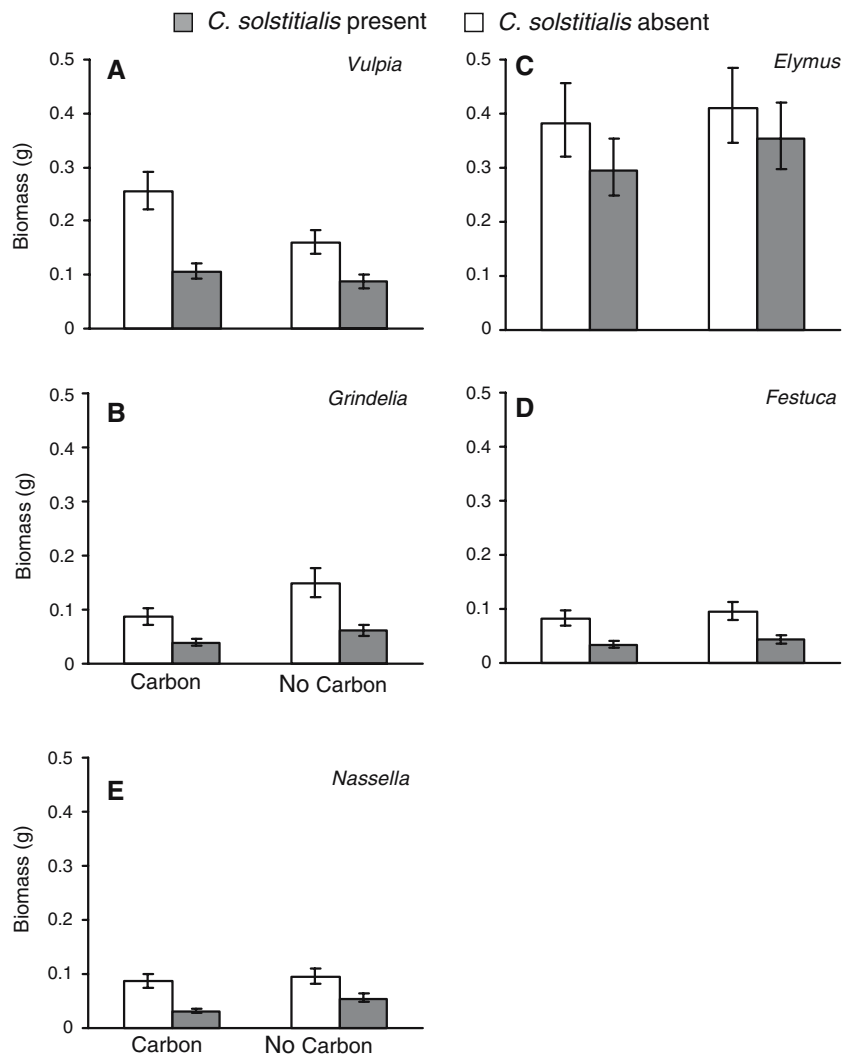 C. solstitialis present C. solstitialis absent
A Vulpia
0.5
0.4
0.3
0.2
0.1
0
Biomass (g)
C Elymus
0.5
0.4
0.3
0.2
0.1
0
B Grindelia
0.5
0.4
0.3
0.2
0.1
0
Biomass (g)
Carbon No Carbon
D Festuca
0.5
0.4
0.3
0.2
0.1
0
E Nassella
0.5
0.4
0.3
0.2
0.1
0
Biomass (g)
Carbon No Carbon